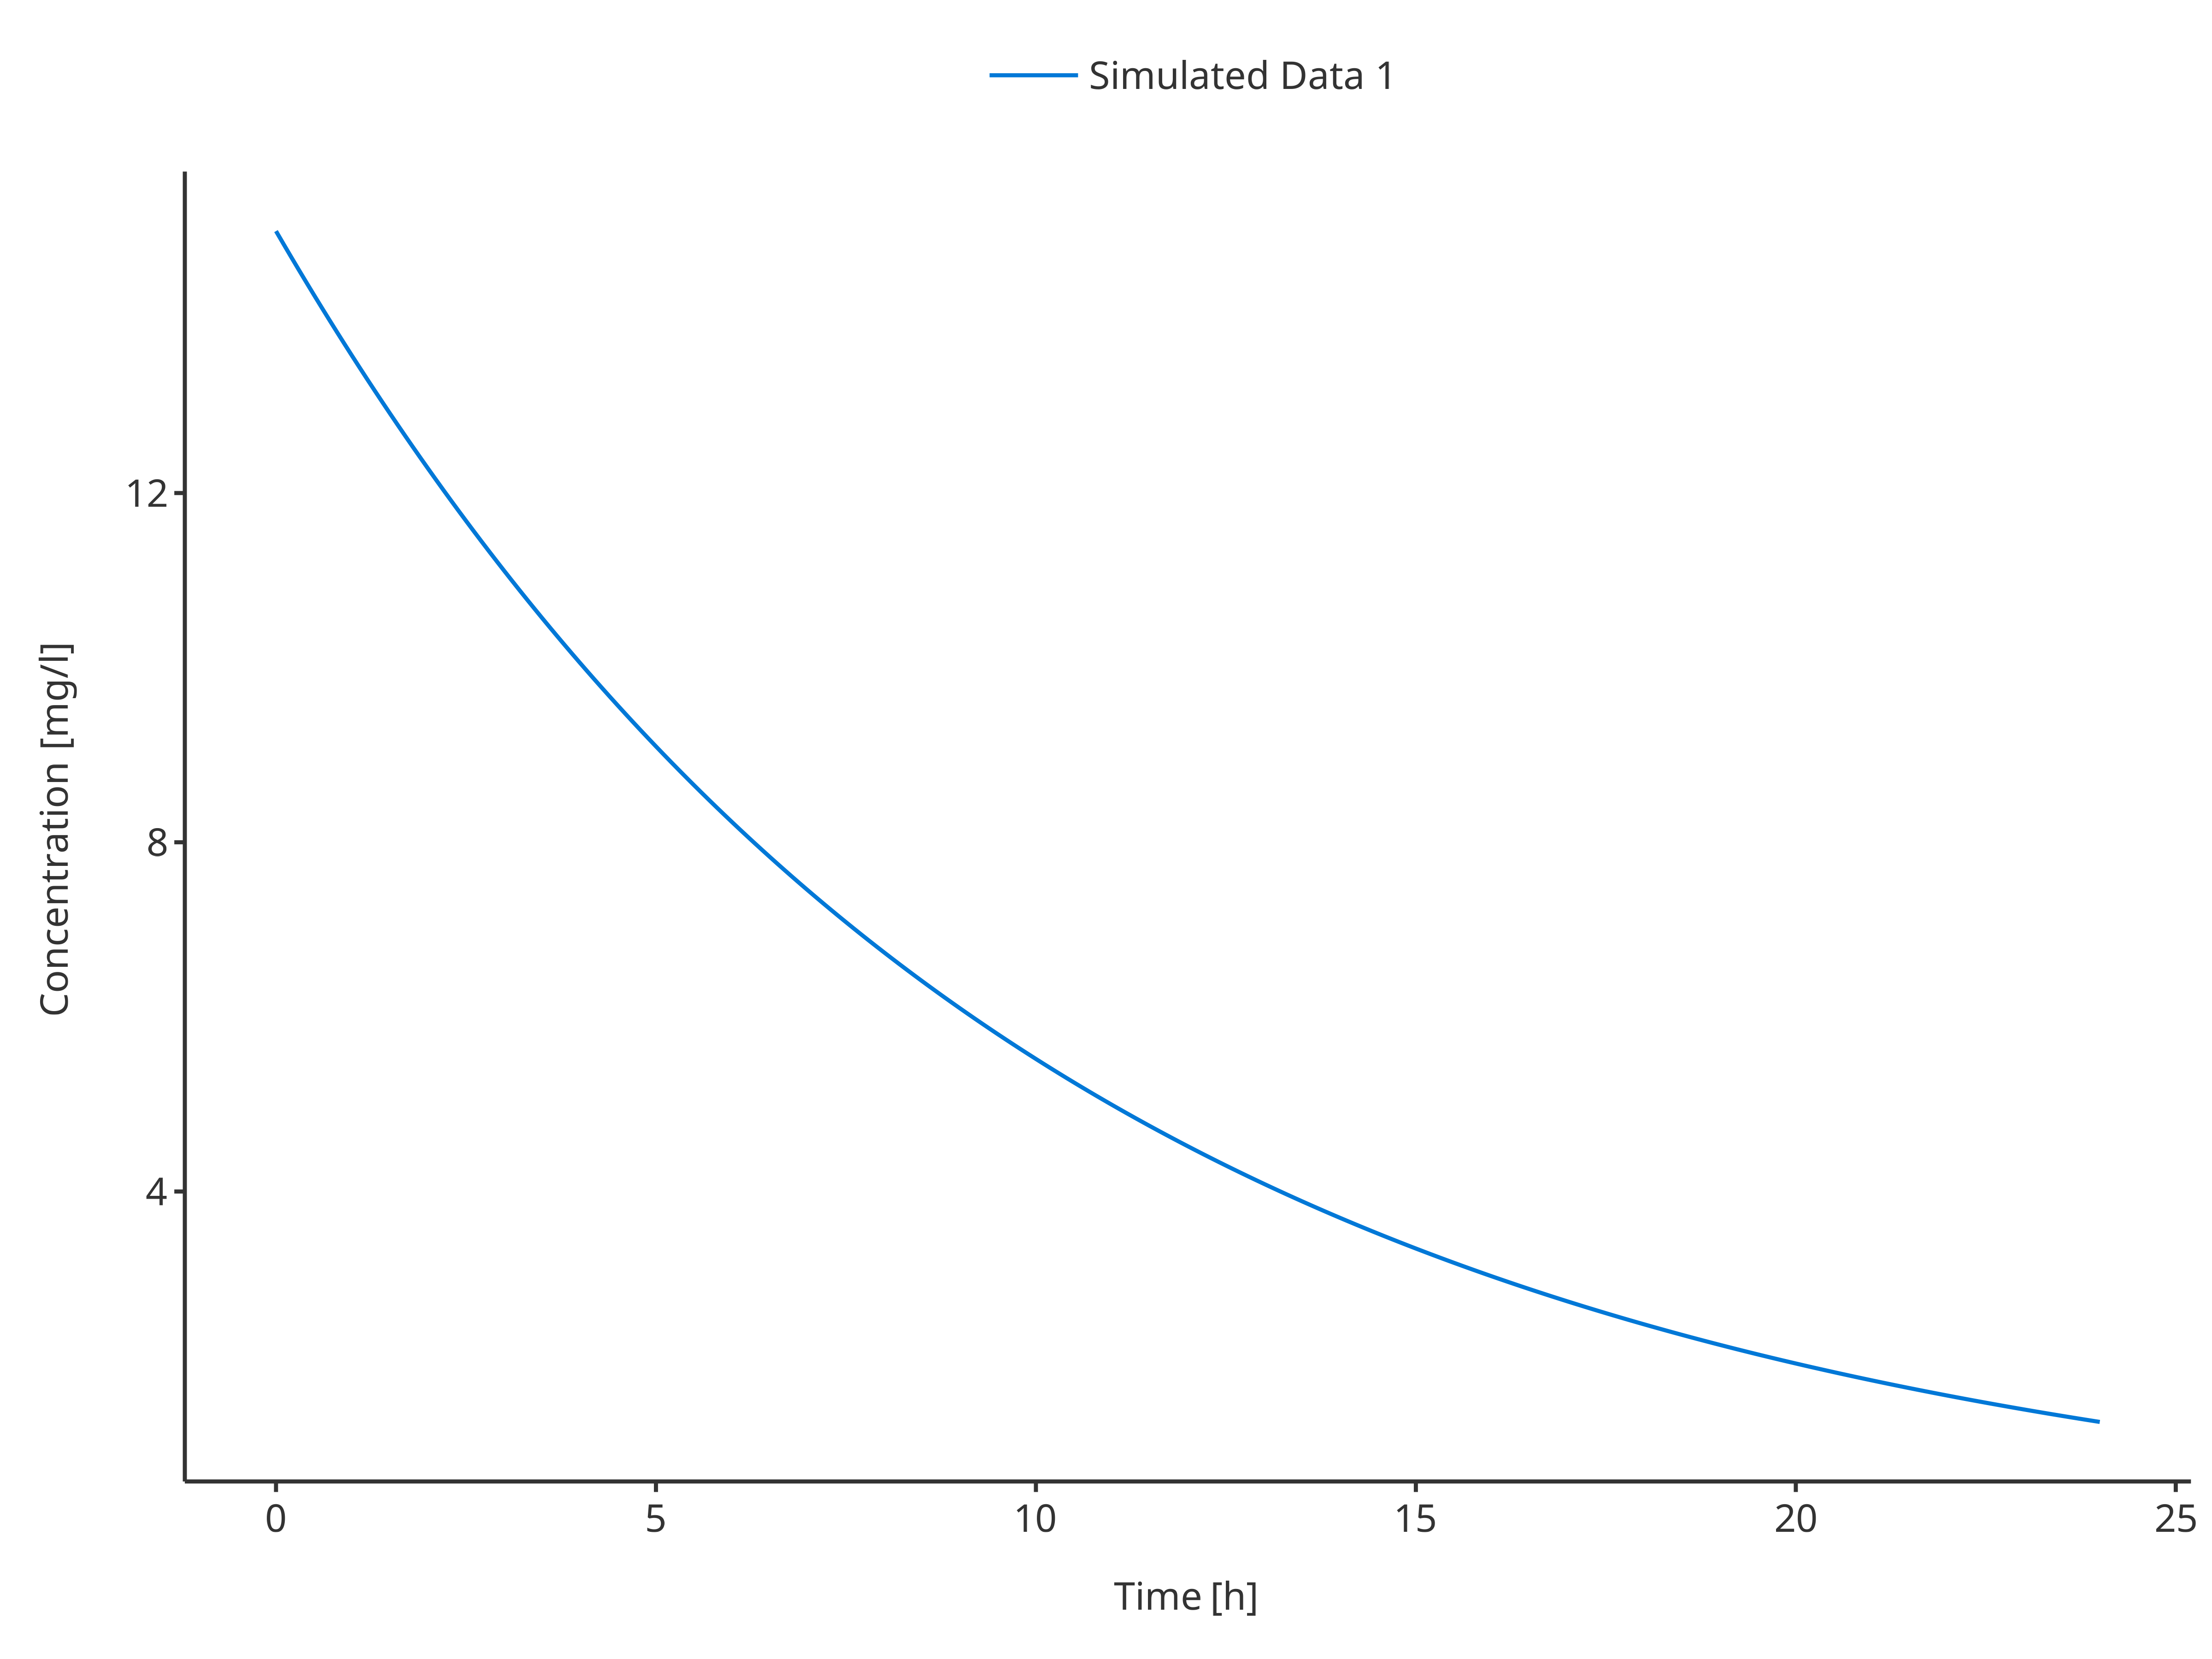 Simulated Data 1
Concentration [mg/l]
12
8
4
0 5 10 15 20 25
Time [h]